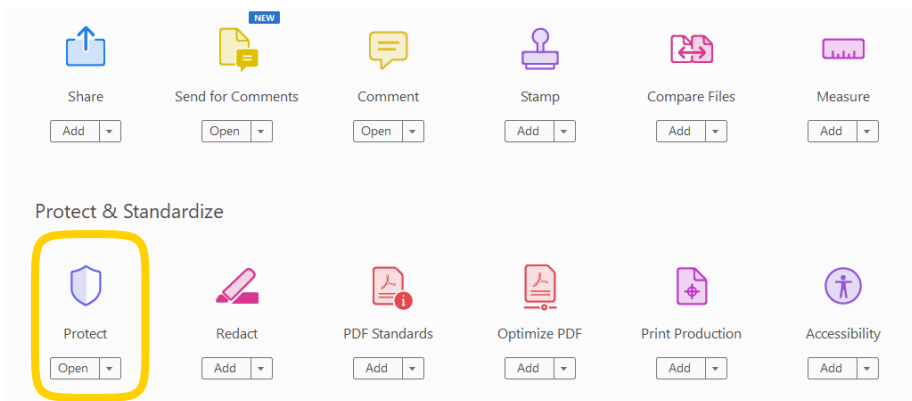 NEW
Share Send for Comments Comment Stamp Compare Files Measure
Add Open Open Add Add Add
Protect & Standardize
Protect Redact PDF Standards Optimize PDF Print Production Accessibility
Open Add Add Add Add Add